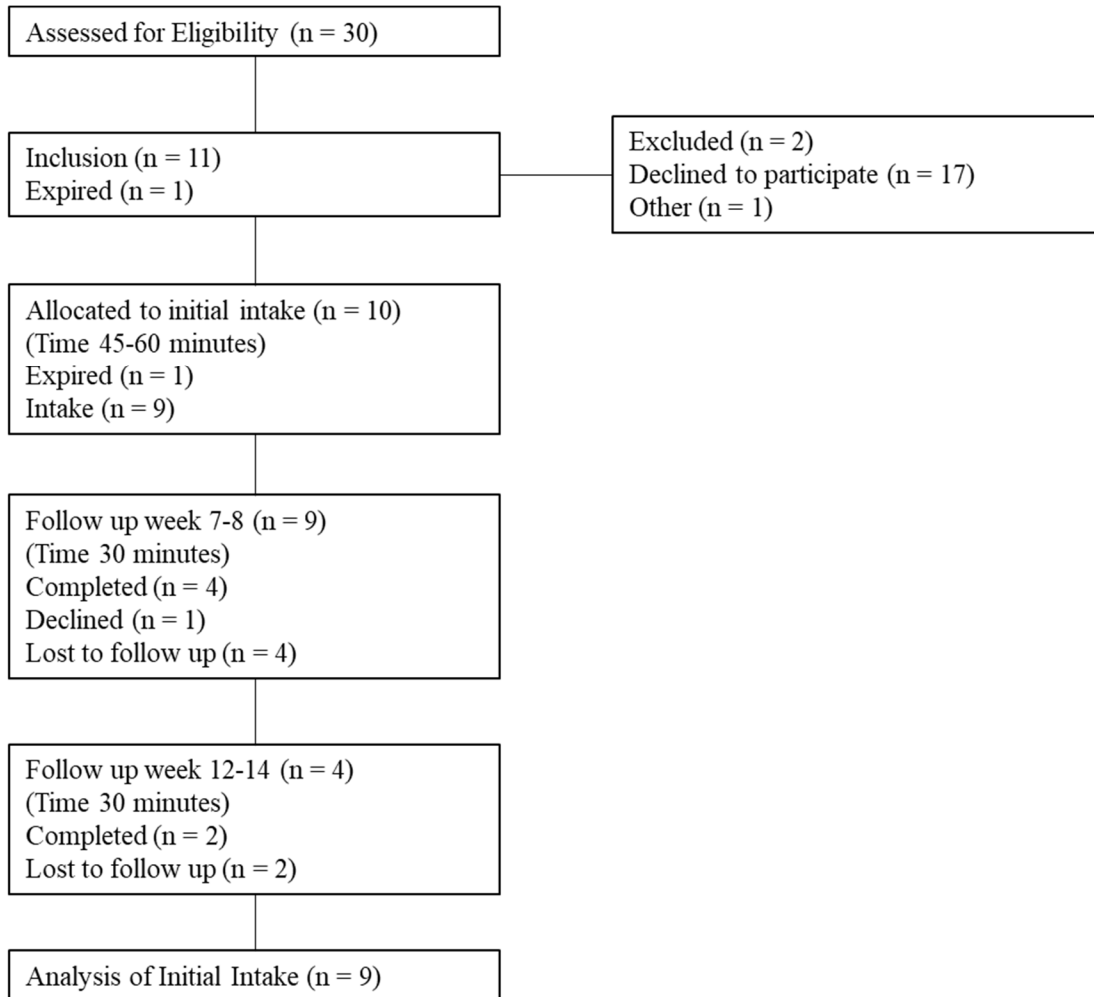 Assessed for Eligibility (n = 30)
Inclusion (n = 11)
Expired (n = 1)
Excluded (n = 2)
Declined to participate (n = 17)
Other (n = 1)
Allocated to initial intake (n = 10)
(Time 45-60 minutes)
Expired (n = 1)
Intake (n = 9)
Follow up week 7-8 (n = 9)
(Time 30 minutes)
Completed (n = 4)
Declined (n = 1)
Lost to follow up (n = 4)
Follow up week 12-14 (n = 4)
(Time 30 minutes)
Completed (n = 2)
Lost to follow up (n = 2)
Analysis of Initial Intake (n = 9)